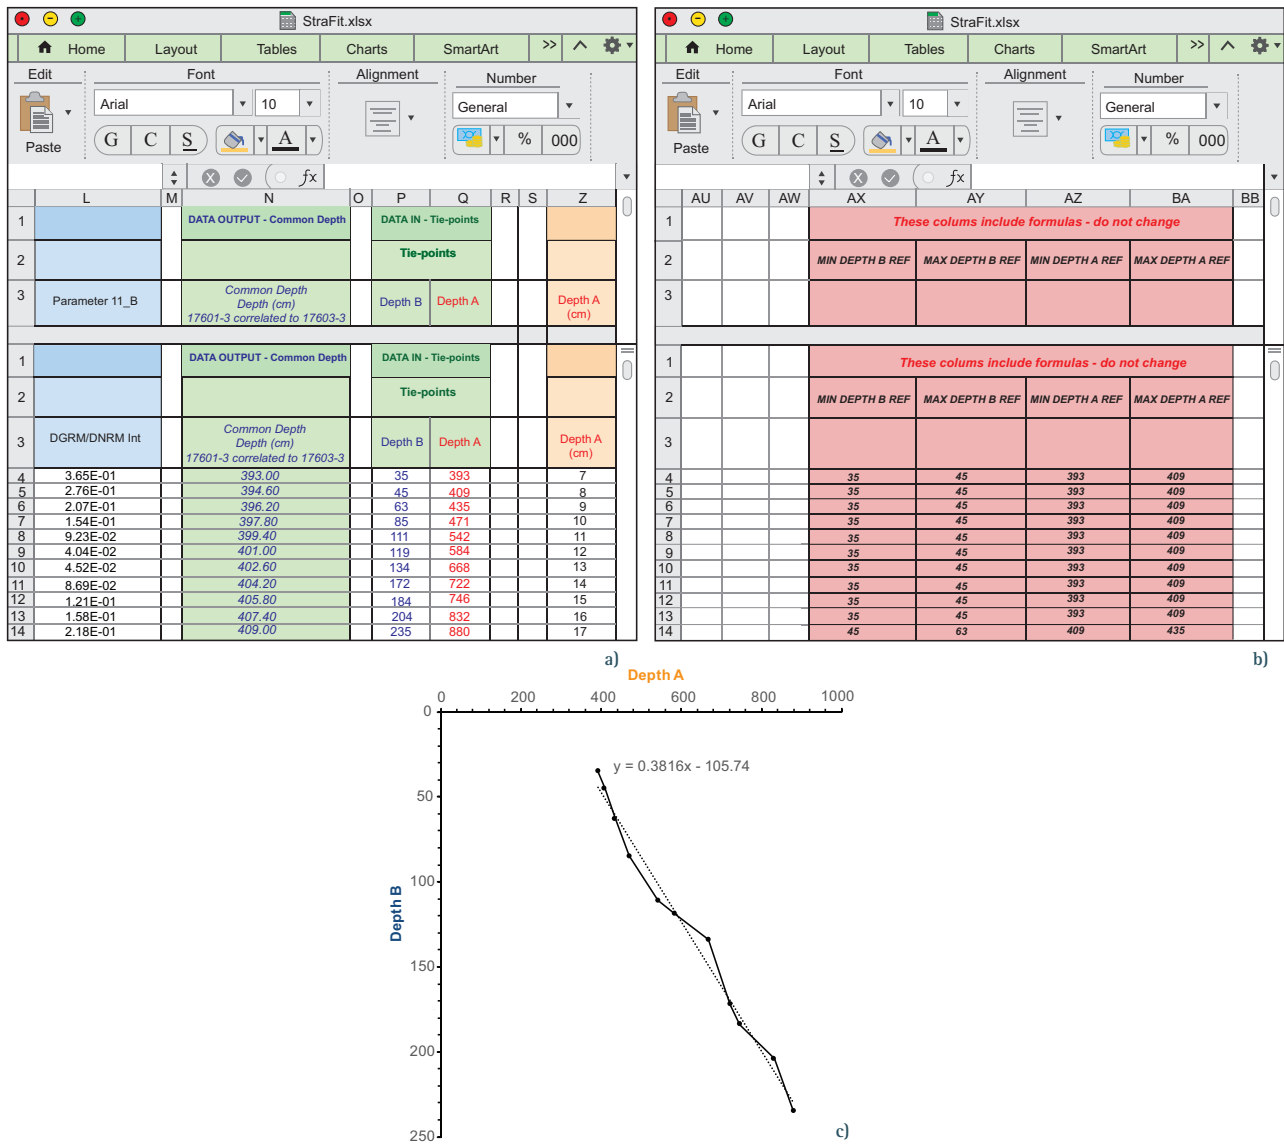 StraFit.xlsx
Home Layout Tables Charts SmartArt >>
Edit Font Alignment Number
Arial 10 General
G C S A % 000
Paste
fx
L M N O P Q R S Z
1 DATA OUTPUT - Common Depth DATA IN - Tie-points
2 Tie-points
3 Parameter 11_B Common Depth Depth (cm) 17601-3 correlated to 17603-3 Depth B Depth A Depth A (cm)
1 DATA OUTPUT - Common Depth DATA IN - Tie-points
2 Tie-points
3 DGRM/DNRM Int Common Depth Depth (cm) 17601-3 correlated to 17603-3 Depth B Depth A Depth A (cm)
4 3.65E-01 393.00 35 393 7
5 2.76E-01 394.60 45 409 8
6 2.07E-01 396.20 63 435 9
7 1.54E-01 397.80 85 471 10
8 9.23E-02 399.40 111 542 11
9 4.04E-02 401.00 119 584 12
10 4.52E-02 402.60 134 668 13
11 8.69E-02 404.20 172 722 14
12 1.21E-01 405.80 184 746 15
13 1.58E-01 407.40 204 832 16
14 2.18E-01 409.00 235 880 17
a)
StraFit.xlsx
Home Layout Tables Charts SmartArt >>
Edit Font Alignment Number
Arial 10 General
G C S A % 000
Paste
fx
AU AV AW AX AY AZ BA BB
1 These colums include formulas - do not change
2 MIN DEPTH B REF MAX DEPTH B REF MIN DEPTH A REF MAX DEPTH A REF
3
1 These colums include formulas - do not change
2 MIN DEPTH B REF MAX DEPTH B REF MIN DEPTH A REF MAX DEPTH A REF
3
4 35 45 393 409
5 35 45 393 409
6 35 45 393 409
7 35 45 393 409
8 35 45 393 409
9 35 45 393 409
10 35 45 393 409
11 35 45 393 409
12 35 45 393 409
13 35 45 393 409
14 45 63 409 435
b)
Depth A
0 200 400 600 800 1000
0
y = 0.3816x - 105.74
50
100
Depth B
150
200
250
c)